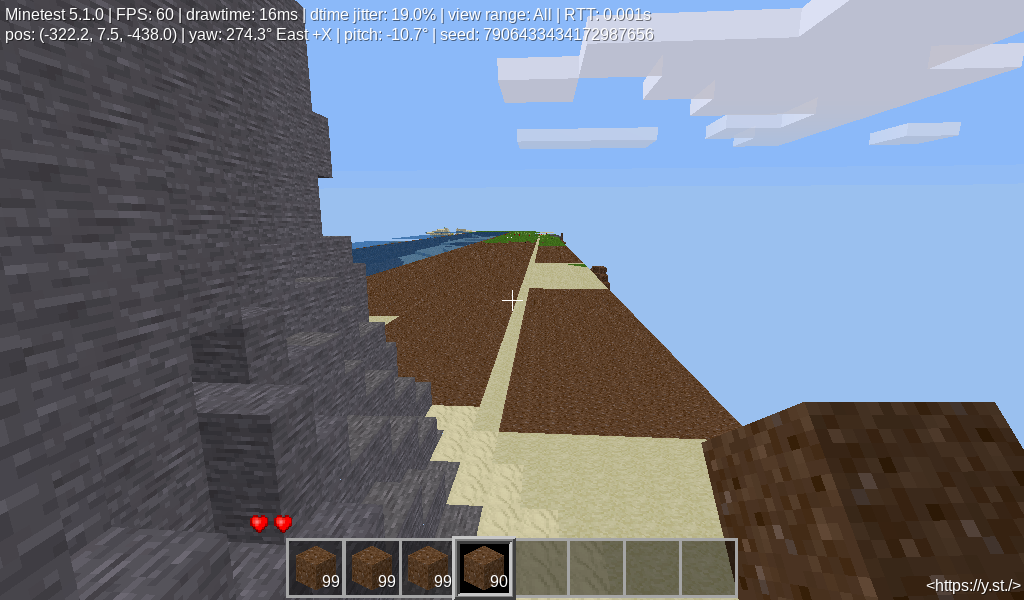 Minetest 5.1.0 | FPS: 60 | drawtime: 16ms | dtime jitter: 19.0% | view range: All | RTT: 0.001s
pos: (-322.2, 7.5, -438.0) | yaw: 274.3° East +X | pitch: -10.7° | seed: 7906433434172987656
99 99 99 90
<https://y.st./>